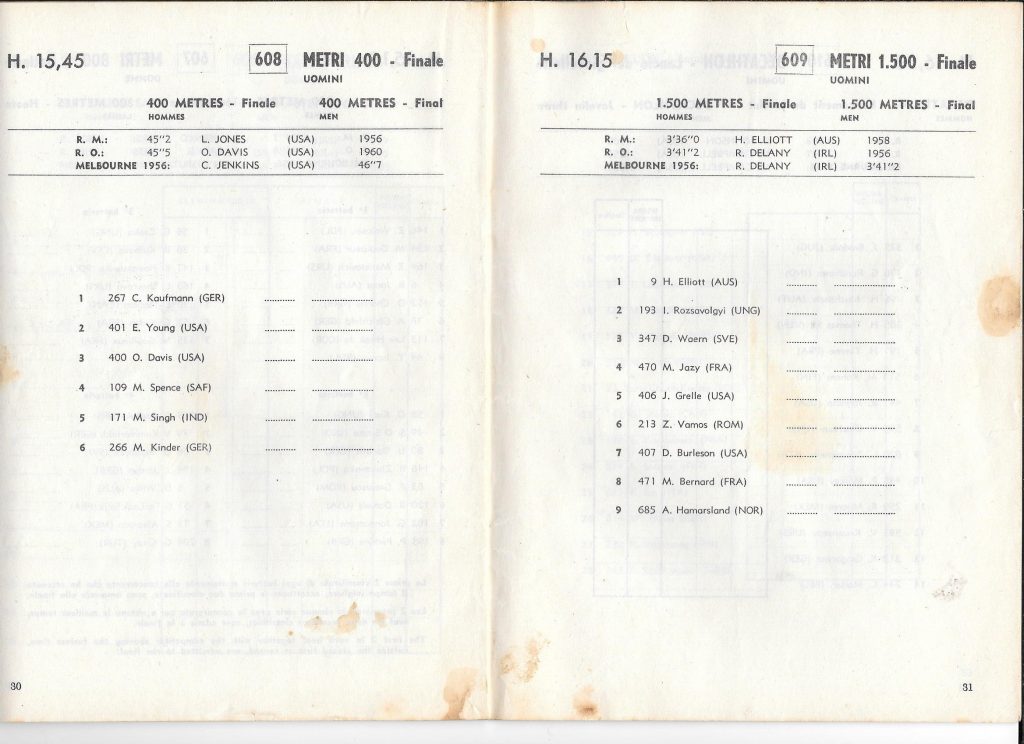 H. 15,45 608 METRI 400 - Finale
UOMINI
400 METRES - Finale 400 METRES - Final
HOMMES MEN
R. M.: 45"2 L. JONES (USA) 1956
R. O.: 45"5 O. DAVIS (USA) 1960
MELBOURNE 1956: C. JENKINS (USA) 46"7
1 267 C. Kaufmann (GER)
2 401 E. Young (USA)
3 400 O. Davis (USA)
4 109 M. Spence (SAF)
5 171 M. Singh (IND)
6 266 M. Kinder (GER)
30
H. 16,15 609 METRI 1.500 - Finale
UOMINI
1.500 METRES - Finale 1.500 METRES - Final
HOMMES MEN
R. M.: 3'36"0 H. ELLIOTT (AUS) 1958
R. O.: 3'41"2 R. DELANY (IRL) 1956
MELBOURNE 1956: R. DELANY (IRL) 3'41"2
1 9 H. Elliott (AUS)
2 193 I. Rozsavolgyi (UNG)
3 347 D. Waern (SVE)
4 470 M. Jazy (FRA)
5 406 J. Grelle (USA)
6 213 Z. Vamos (ROM)
7 407 D. Burleson (USA)
8 471 M. Bernard (FRA)
9 685 A. Hamarsland (NOR)
31